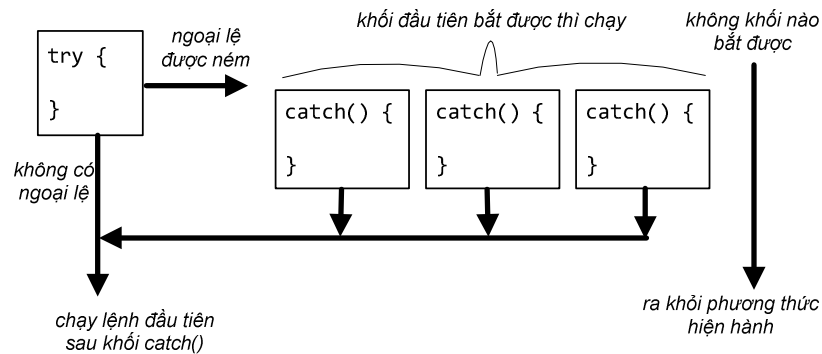 try {
}
ngoại lệ
được ném
khối đầu tiên bắt được thì chạy
catch() {
}
catch() {
}
catch() {
}
không khối nào
bắt được
không có
ngoại lệ
chạy lệnh đầu tiên
sau khối catch()
ra khỏi phương thức
hiện hành